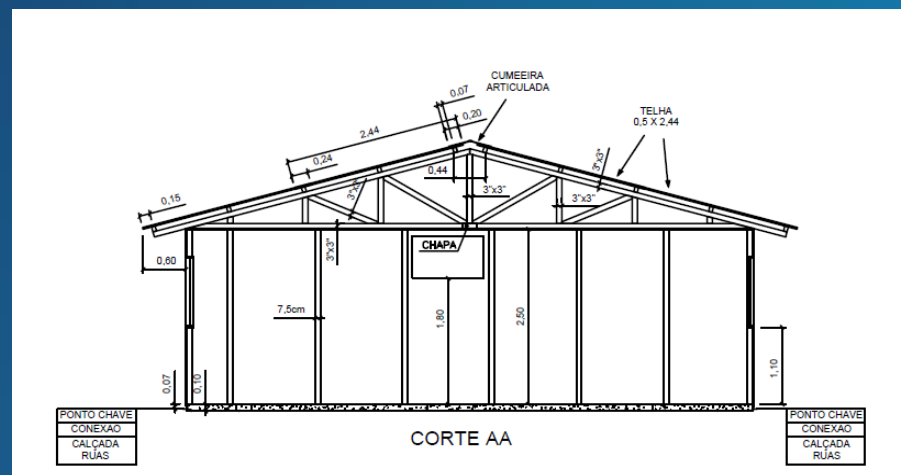 CUMEEIRA
ARTICULADA
0.07
0,20
2.44
TELHA
0,5 X 2,44
0,24
3"x3"
0,44
3"x3"
3"x3"
3"x3"
0,15
3"x3"
CHAPA
0,60
7,5cm
1,80
2,50
1,10
0,07
0,10
PONTO CHAVE
CONEXAO
CALÇADA
RUAS
CORTE AA
PONTO CHAVE
CONEXAO
CALÇADA
RUAS